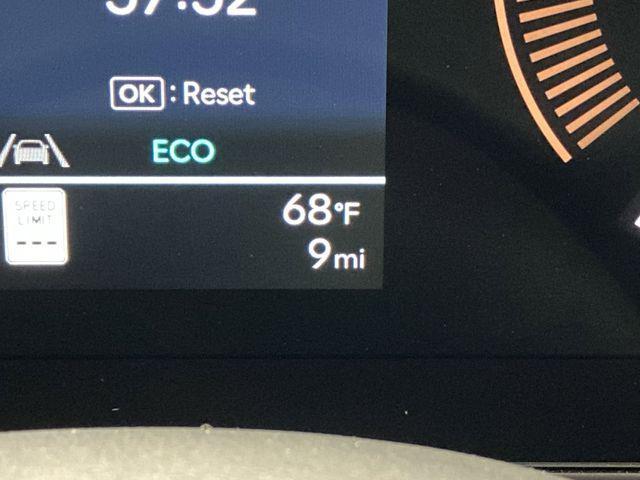 OK : Reset
ECO
SPEED
LIMIT
---
68°F
9mi